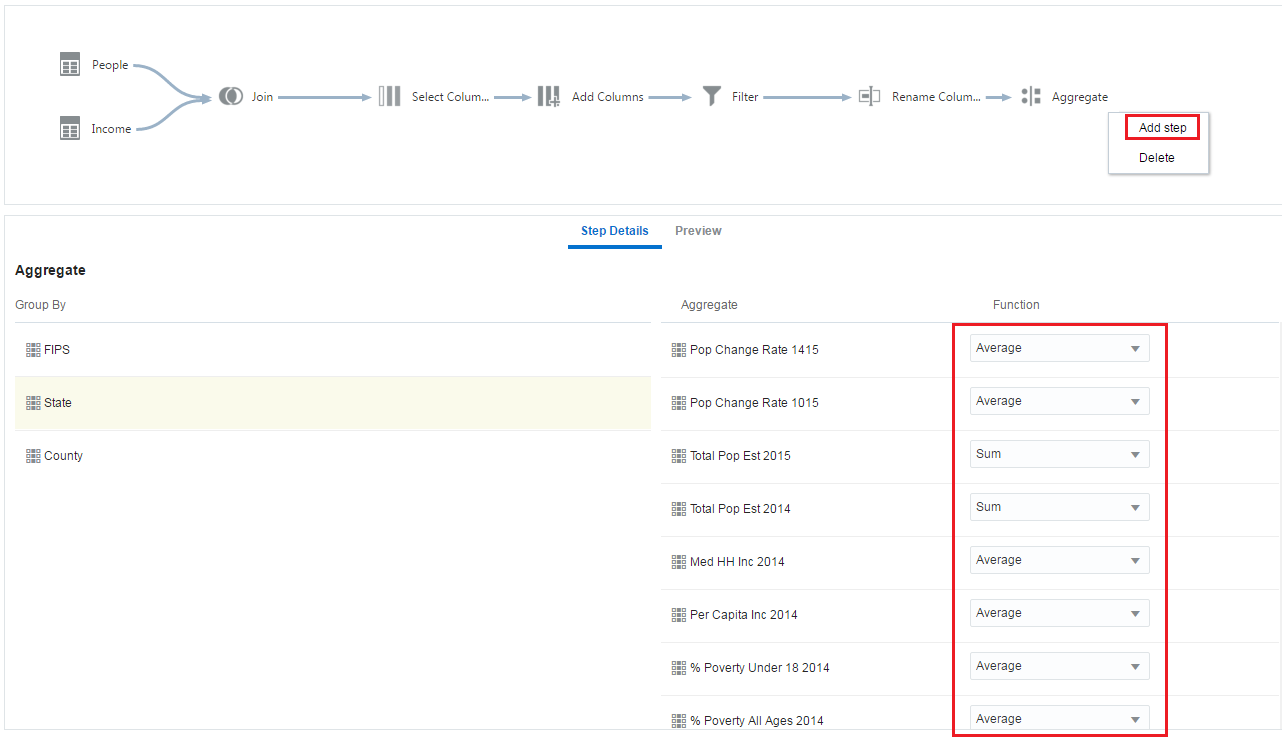 People
Income
Join
Select Colum...
Add Columns
Filter
Rename Colum...
Aggregate
Add step
Delete
Step Details
Preview
Aggregate
Group By
Aggregate
Function
FIPS
Pop Change Rate 1415
Average
State
Pop Change Rate 1015
Average
County
Total Pop Est 2015
Sum
Total Pop Est 2014
Sum
Med HH Inc 2014
Average
Per Capita Inc 2014
Average
% Poverty Under 18 2014
Average
% Poverty All Ages 2014
Average